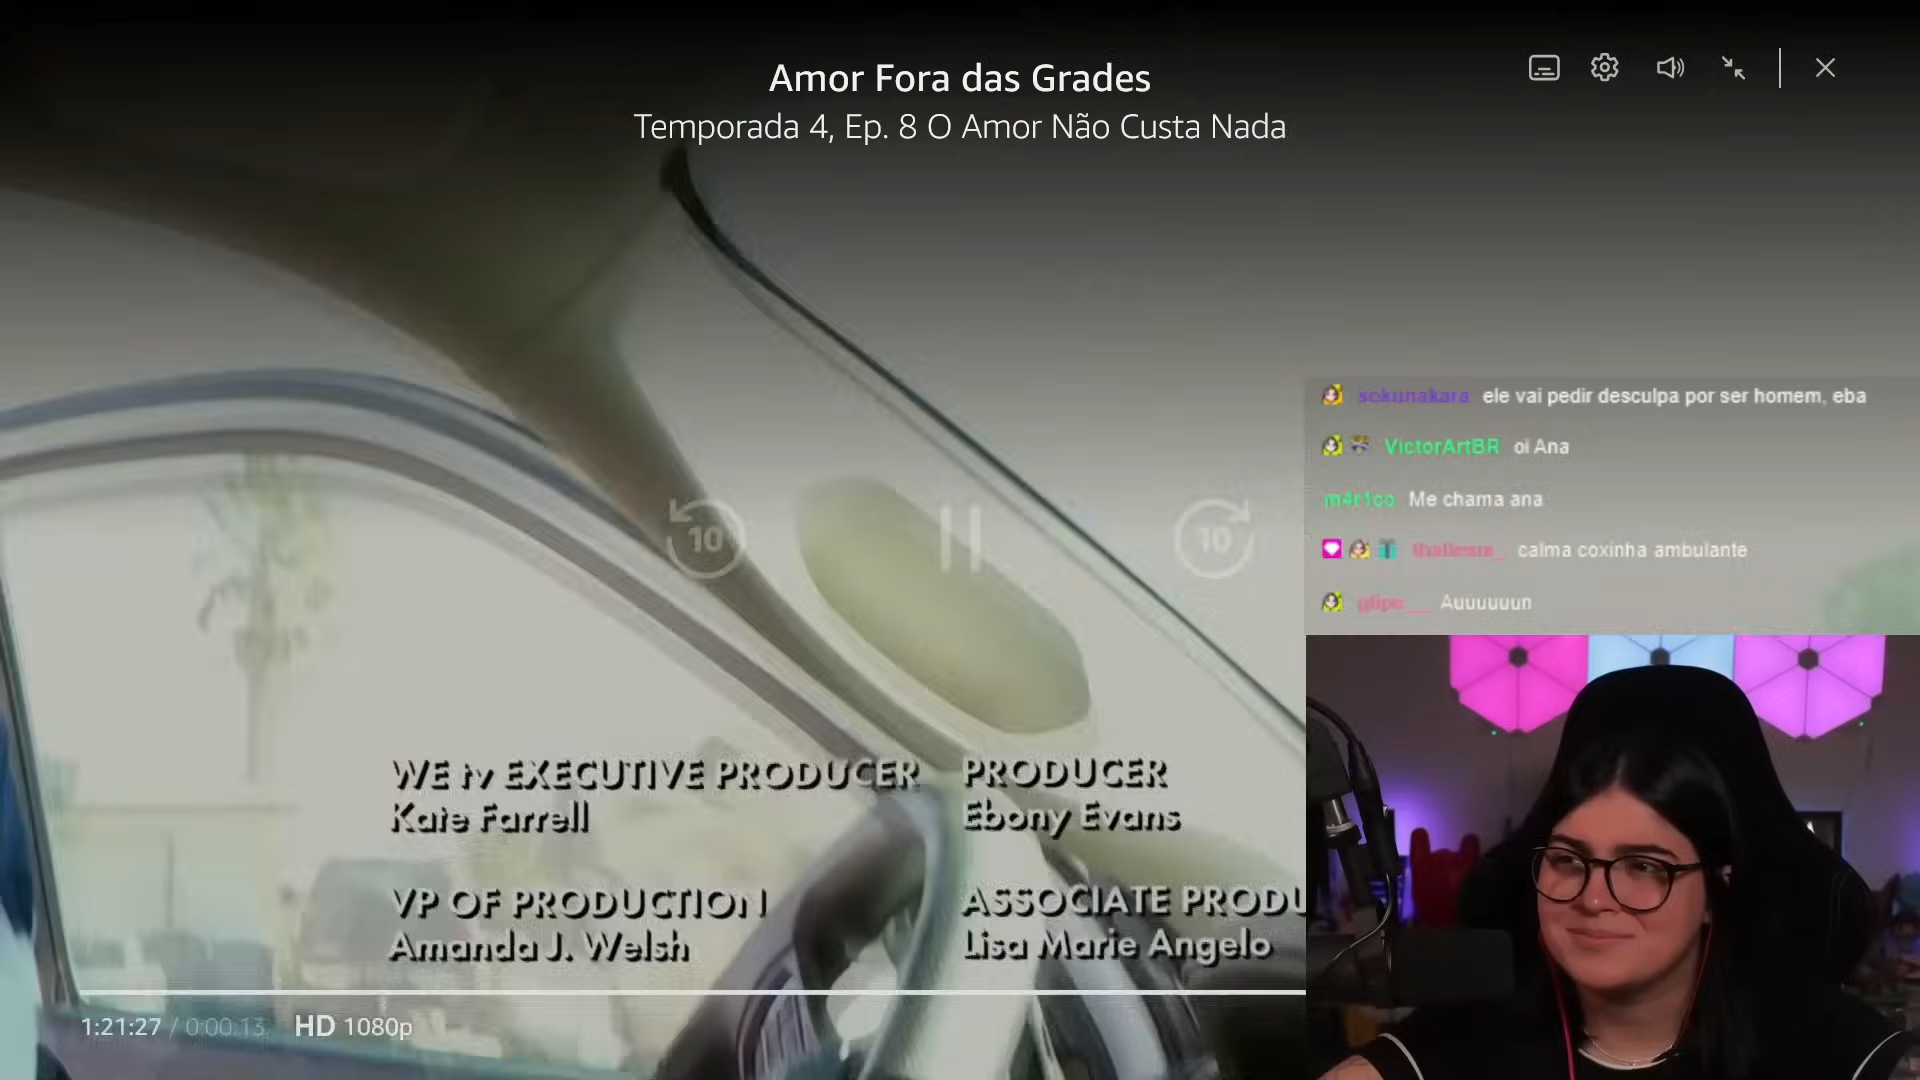 Amor Fora das Grades
Temporada 4, Ep. 8 O Amor Não Custa Nada
sokunakara ele vai pedir desculpa por ser homem, eba
VictorArtBR oi Ana
m4r1co Me chama ana
calma coxinha ambulante
glipe__ Auuuuuun
10
10
WE tv EXECUTIVE PRODUCER
Kate Farrell
PRODUCER
Ebony Evans
VP OF PRODUCTION
Amanda J. Welsh
ASSOCIATE PRODU
Lisa Marie Angelo
1:21:27 / 0:00:13 HD 1080p